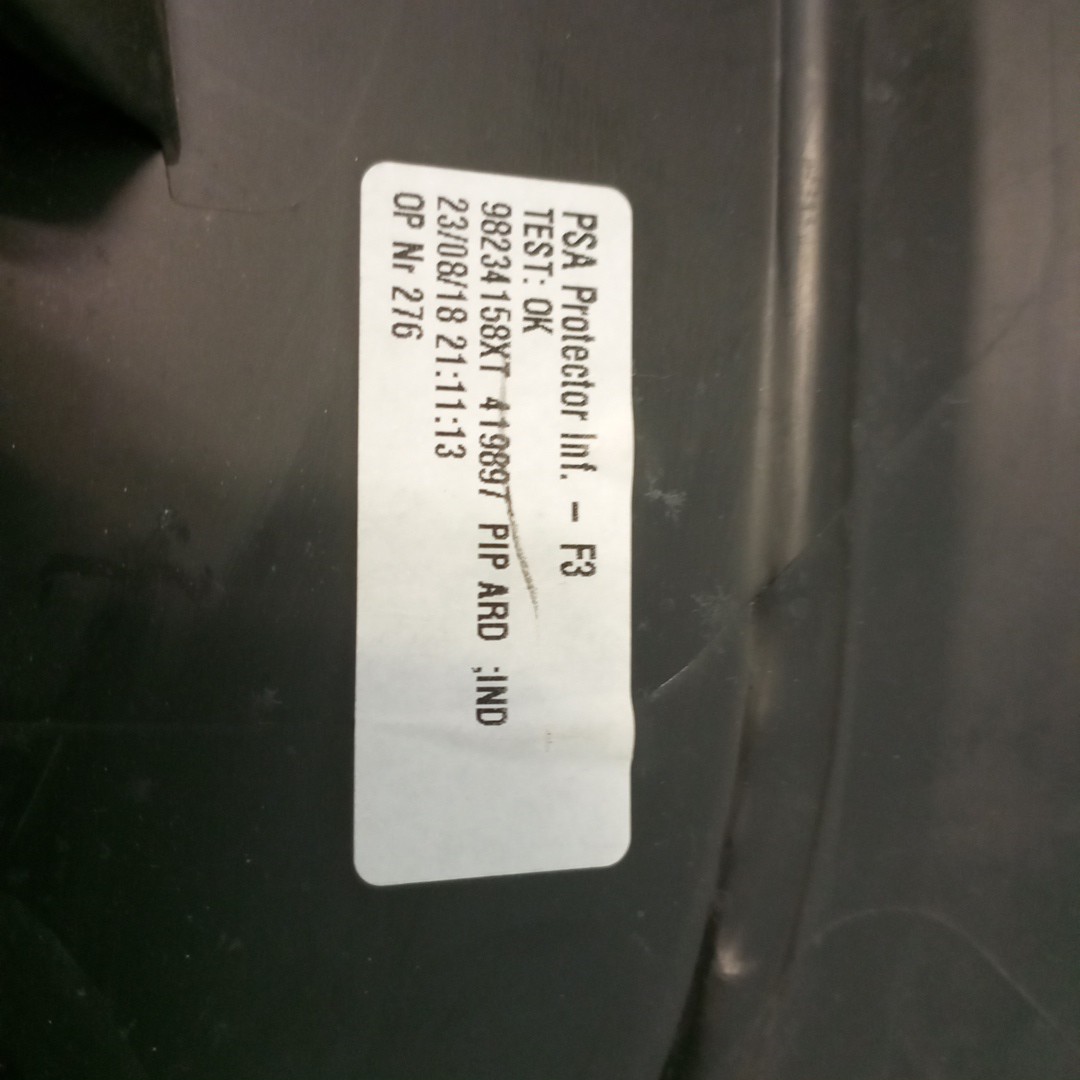 PSA Protector Inf. - F3
TEST: OK
98234158XT 419897 PIP ARD ;IND
23/08/18 21:11:13
OP Nr 276